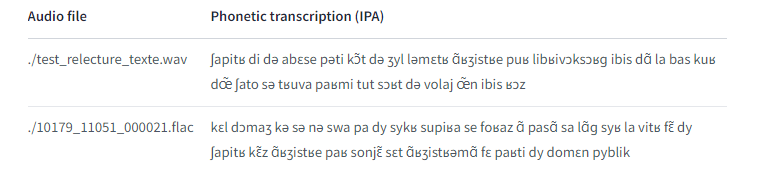 Audio file Phonetic transcription (IPA)
./test_relecture_texte.wav ʃapitʁ di də abɛse pəti kɔ̃t də ʒyl ləmɛtʁ ɑ̃ʁʒistʁe puʁ libʁivɔksɔʁɡ ibis dɑ̃ la bas kuʁ
dœ̃ ʃato sə tʁuva paʁmi tut sɔʁt də volaj œ̃n ibis ʁɔz
./10179_11051_000021.flac kɛl dɔmaʒ kə sə nə swa pa dy sykʁ supiʁa se foʁaz ɑ̃ pasɑ̃ sa lɑ̃ɡ syʁ la vitʁ fɛ̃ dy
ʃapitʁ kɛ̃z ɑ̃ʁʒistʁe paʁ sonjɛ̃ sɛt ɑ̃ʁʒistʁəmɑ̃ fɛ paʁti dy domɛn pyblik